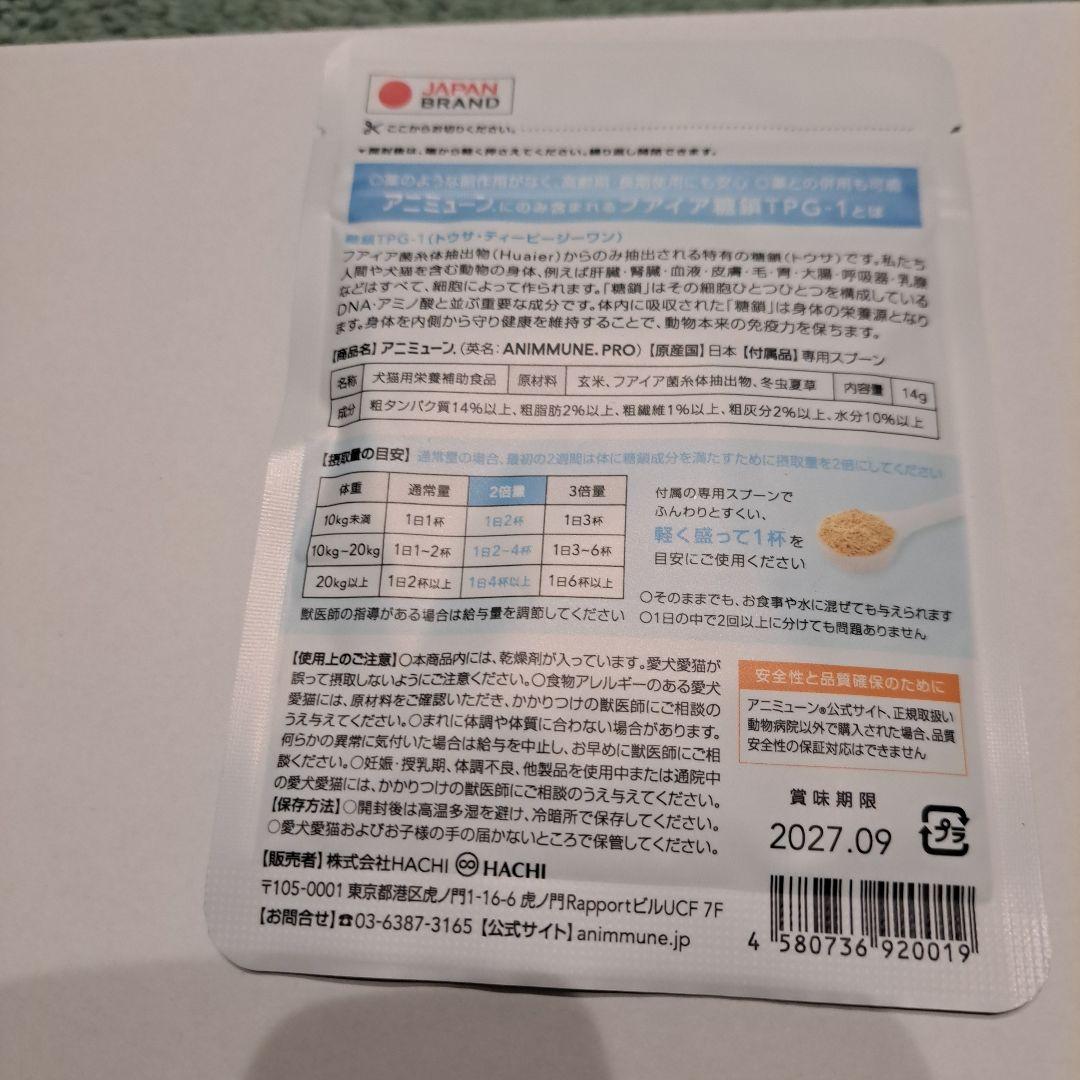 JAPAN
BRAND
ここからお切りください。
開封後は、端から軽く押さえてください。繰り返し開閉できます。
○薬のような副作用がなく、高齢期・長期使用にも安心 ○薬との併用も可能
アニミューン®にのみ含まれるフアイア糖鎖TPG-1とは
糖鎖TPG-1(トウサ・ティーピージーワン)
フアイア菌糸体抽出物(Huaier)からのみ抽出される特有の糖鎖(トウサ)です。私たち
人間や犬猫を含む動物の身体、例えば肝臓・腎臓・血液・皮膚・毛・胃・大腸・呼吸器・乳腺
などはすべて、細胞によって作られます。「糖鎖」はその細胞ひとつひとつを構成している
DNA・アミノ酸と並ぶ重要な成分です。体内に吸収された「糖鎖」は身体の栄養源となり
ます。身体を内側から守り健康を維持することで、動物本来の免疫力を保ちます。
【商品名】アニミューン®(英名:ANIMMUNE®PRO)【原産国】日本【付属品】専用スプーン
名称 犬猫用栄養補助食品 原材料 玄米、フアイア菌糸体抽出物、冬虫夏草 内容量 14g
成分 粗タンパク質14%以上、粗脂肪2%以上、粗繊維1%以上、粗灰分2%以上、水分10%以上
【摂取量の目安】通常量の場合、最初の2週間は体に糖鎖成分を満たすために摂取量を2倍にしてください
体重 通常量 2倍量 3倍量
10kg未満 1日1杯 1日2杯 1日3杯
10kg~20kg 1日1~2杯 1日2~4杯 1日3~6杯
20kg以上 1日2杯以上 1日4杯以上 1日6杯以上
獣医師の指導がある場合は給与量を調節してください
付属の専用スプーンで
ふんわりとすくい、
軽く盛って1杯を
目安にご使用ください
○そのままでも、お食事や水に混ぜても与えられます
○1日の中で2回以上に分けても問題ありません
【使用上のご注意】○本商品内には、乾燥剤が入っています。愛犬愛猫が
誤って摂取しないようにご注意ください。○食物アレルギーのある愛犬
愛猫には、原材料をご確認いただき、かかりつけの獣医師にご相談の
うえ与えてください。○まれに体調や体質に合わない場合があります。
何らかの異常に気付いた場合は給与を中止し、お早めに獣医師にご相
談ください。○妊娠・授乳期、体調不良、他製品を使用中または通院中
の愛犬愛猫には、かかりつけの獣医師にご相談のうえ与えてください。
【保存方法】○開封後は高温多湿を避け、冷暗所で保存してください。
○愛犬愛猫およびお子様の手の届かないところで保管してください。
安全性と品質確保のために
アニミューン®公式サイト、正規取扱い
動物病院以外で購入された場合、品質
安全性の保証対応はできません
賞味期限
2027.09
プラ
【販売者】株式会社HACHI HACHI
〒105-0001 東京都港区虎ノ門1-16-6 虎ノ門RapportビルUCF 7F
【お問合せ】☎03-6387-3165【公式サイト】animmune.jp
4 580736 920019